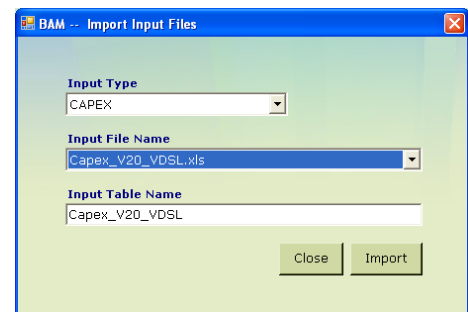 BAM -- Import Input Files
Input Type
CAPEX
Input File Name
Capex_V20_VDSL.xls
Input Table Name
Capex_V20_VDSL
Close Import